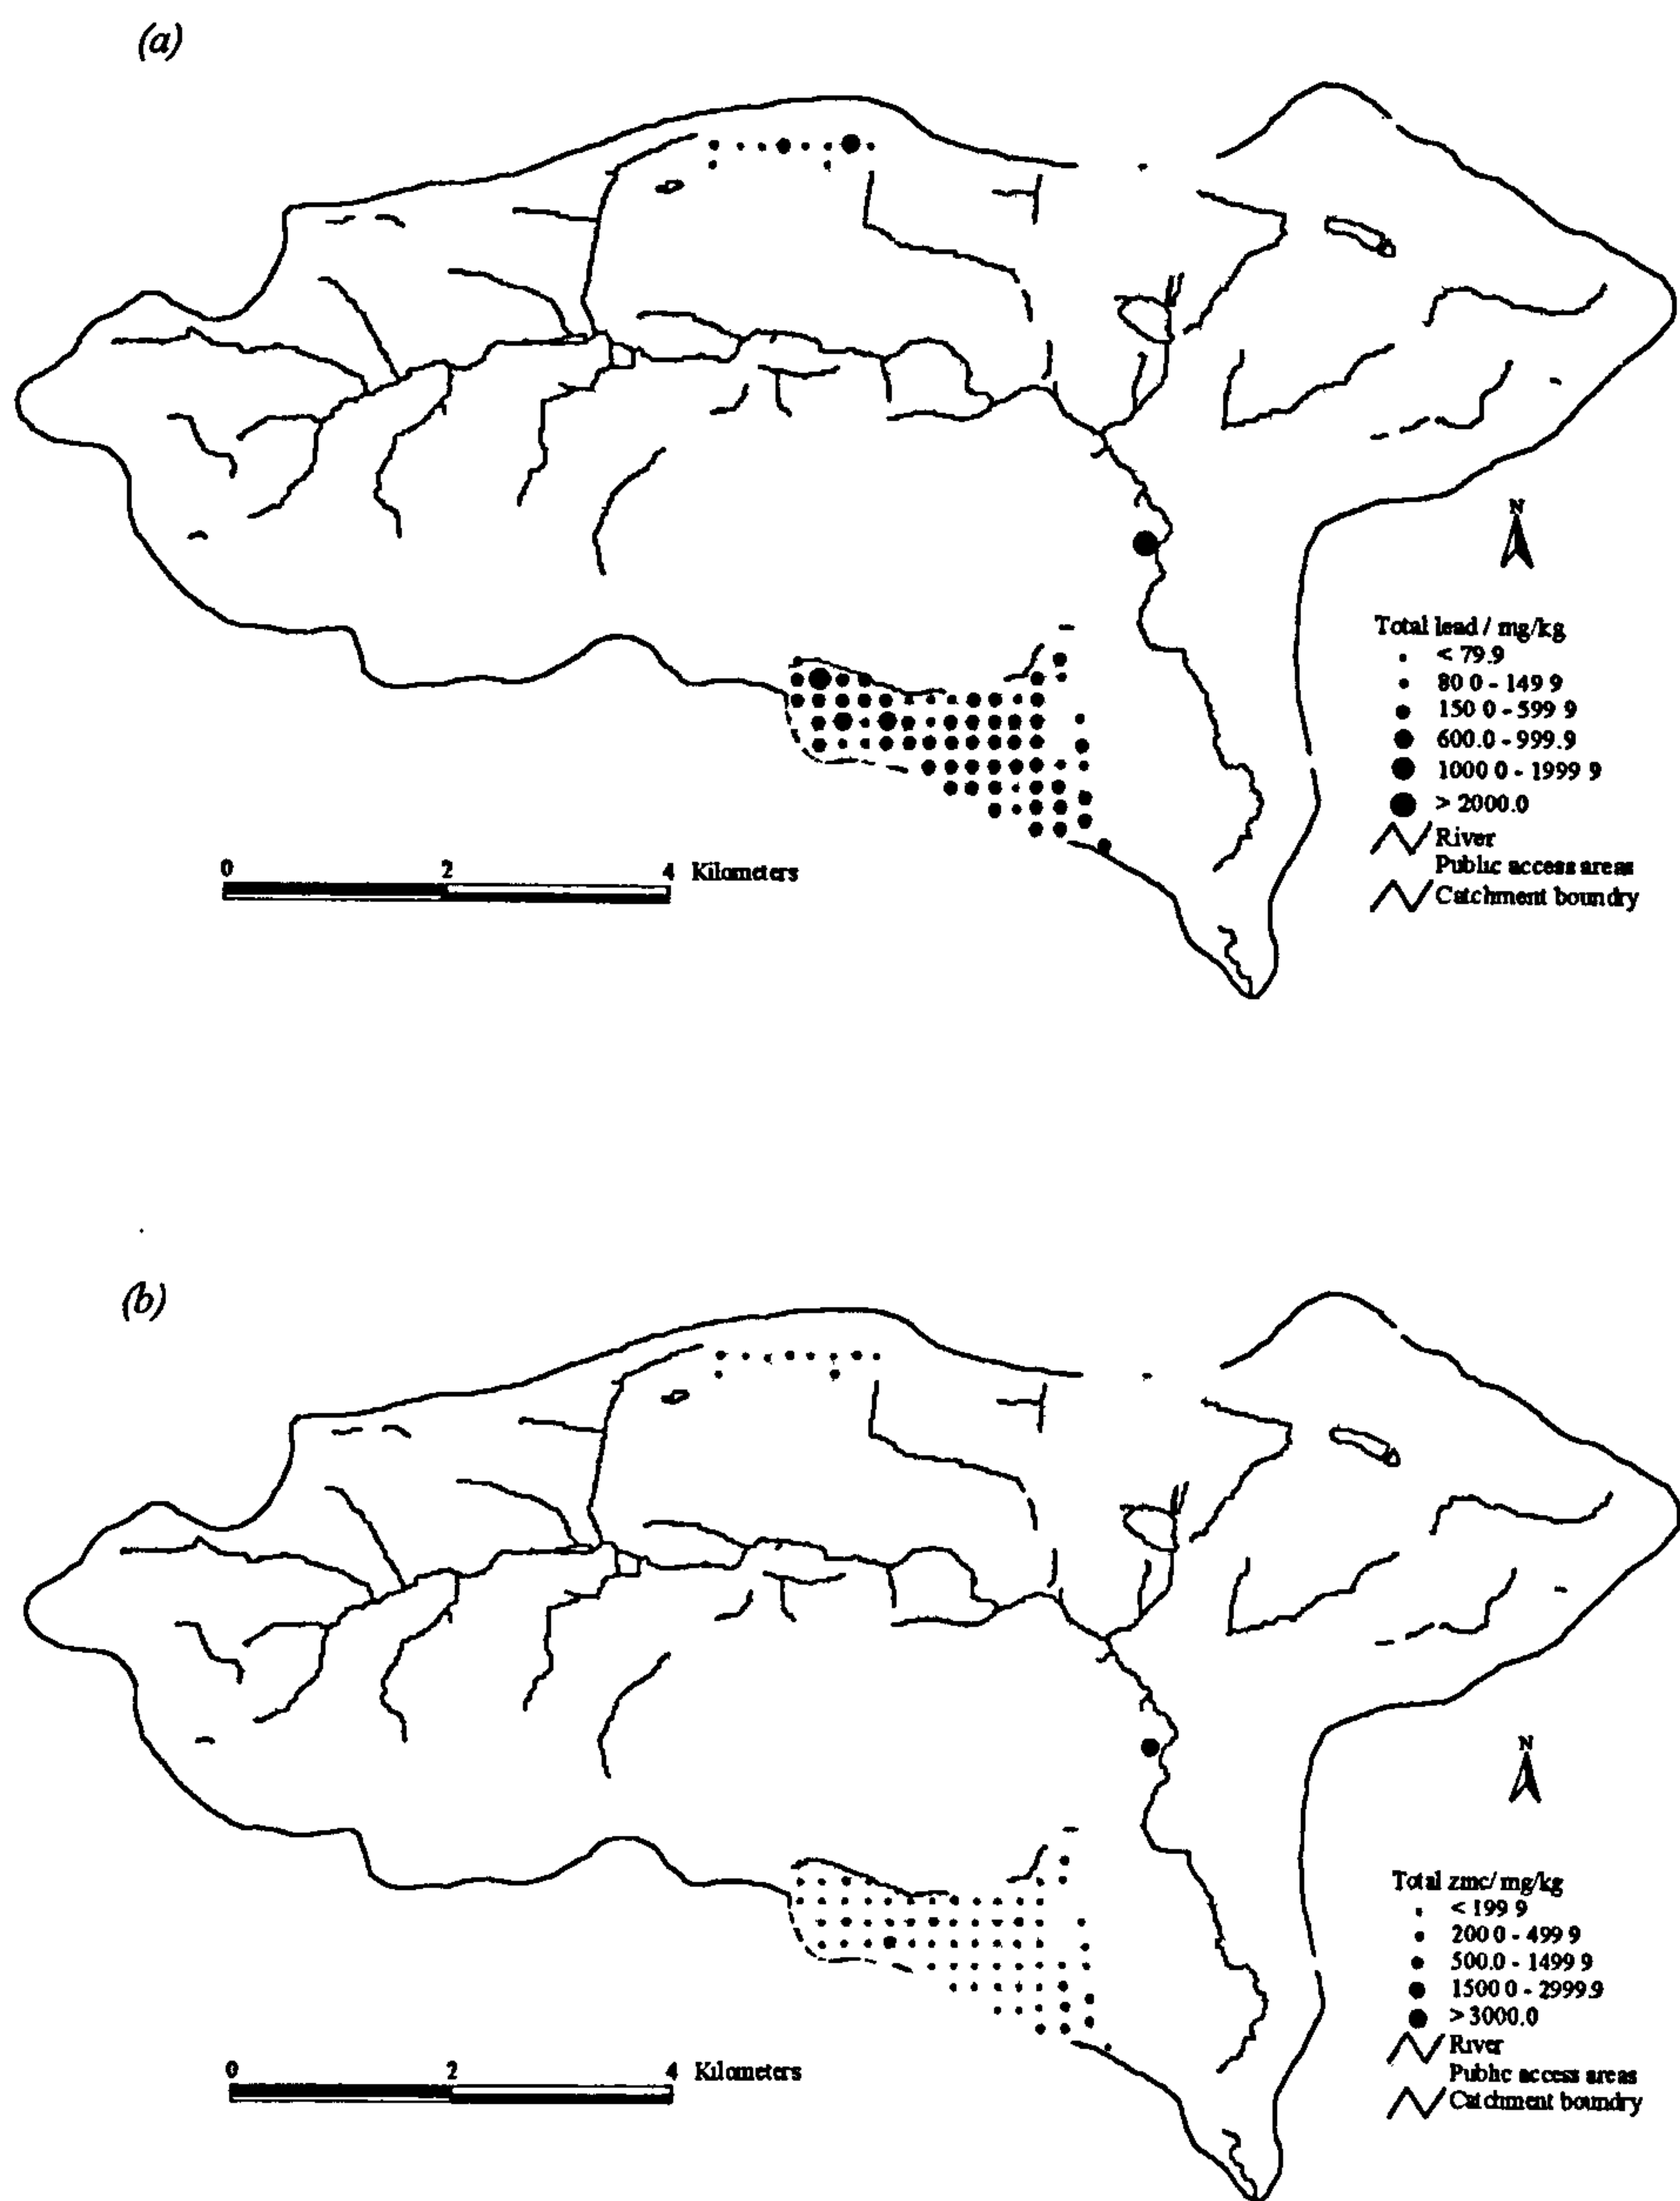 (a)
N
Total lead / mg/kg
< 79.9
80 0 - 149 9
150 0 - 599 9
600.0 - 999.9
1000 0 - 1999 9
> 2000.0
River
Public access areas
Catchment boundry
0 2 4 Kilometers
(b)
N
Total zmc/ mg/kg
< 199 9
200 0 - 499 9
500.0 - 1499 9
1500 0 - 2999.9
> 3000.0
River
Public access areas
Catchment boundry
0 2 4 Kilometers